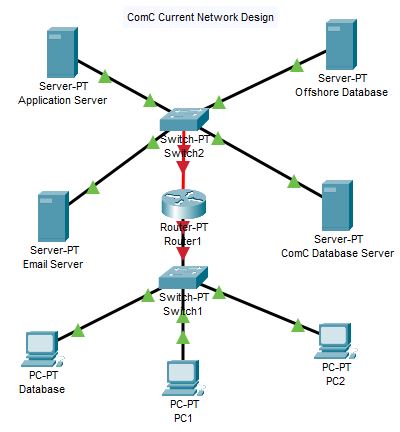 ComC Current Network Design
Server-PT
Application Server
Server-PT
Offshore Database
Switch-PT
Switch2
Server-PT
Email Server
Router-PT
Router1
Server-PT
ComC Database Server
Switch-PT
Switch1
PC-PT
Database
PC-PT
PC1
PC-PT
PC2